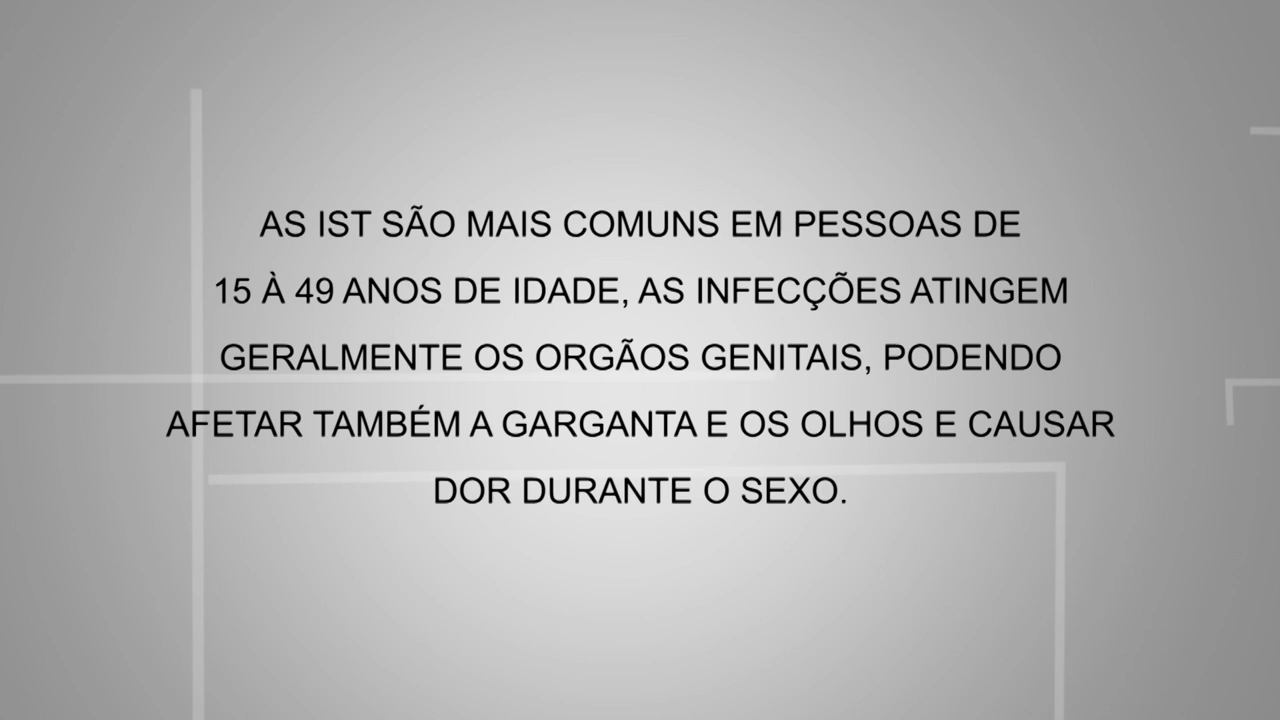 AS IST SÃO MAIS COMUNS EM PESSOAS DE
15 À 49 ANOS DE IDADE, AS INFECÇÕES ATINGEM
GERALMENTE OS ORGÃOS GENITAIS, PODENDO
AFETAR TAMBÉM A GARGANTA E OS OLHOS E CAUSAR
DOR DURANTE O SEXO.